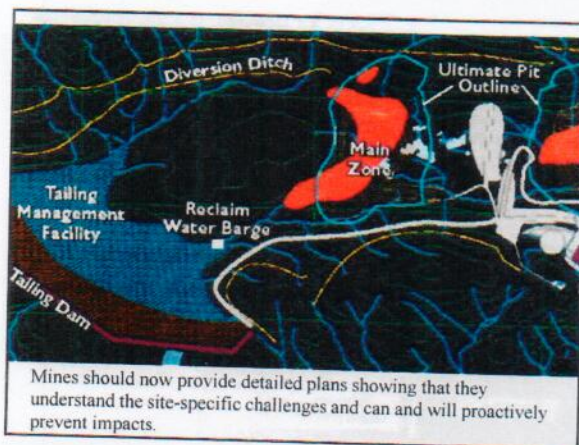 Diversion Ditch
Ultimate Pit
Outline
Main
Zone
Tailing
Management
Facility
Reclaim
Water Barge
Tailing Dam
Mines should now provide detailed plans showing that they
understand the site-specific challenges and can and will proactively
prevent impacts.